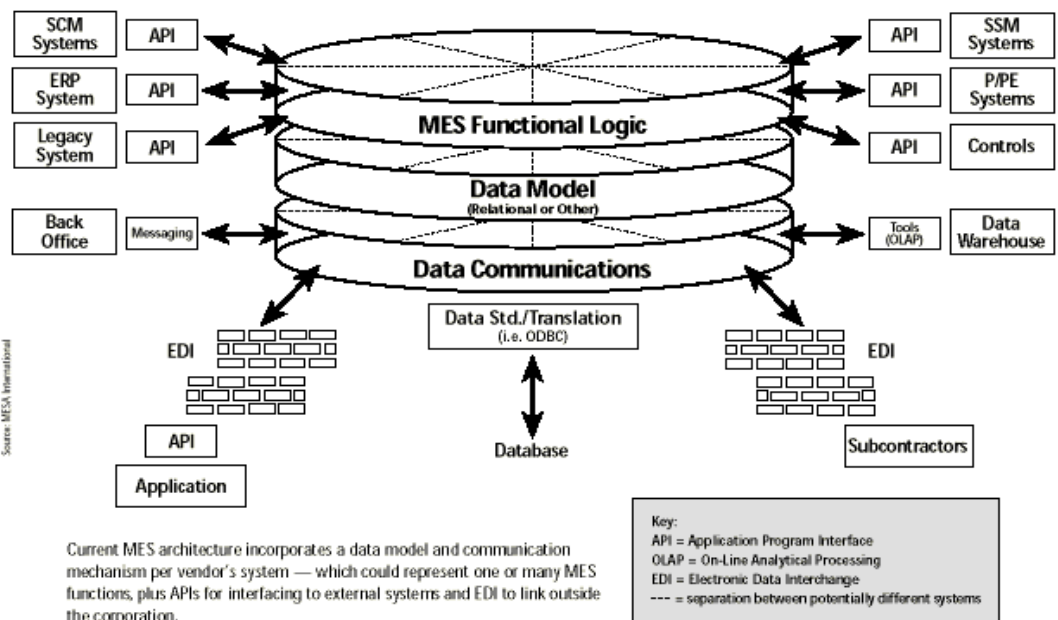 SCM
Systems
API
API
SSM
Systems
ERP
System
API
API
P/PE
Systems
Legacy
System
API
API
Controls
MES Functional Logic
Data Model
(Relational or Other)
Back
Office
Messaging
Tools
(OLAP)
Data
Warehouse
Data Communications
Data Std./Translation
(i.e. ODBC)
EDI
EDI
Source: MESA International
API
Application
Database
Subcontractors
Current MES architecture incorporates a data model and communication
mechanism per vendor's system — which could represent one or many MES
functions, plus APIs for interfacing to external systems and EDI to link outside
the corporation.
Key:
API = Application Program Interface
OLAP = On-Line Analytical Processing
EDI = Electronic Data Interchange
--- = separation between potentially different systems